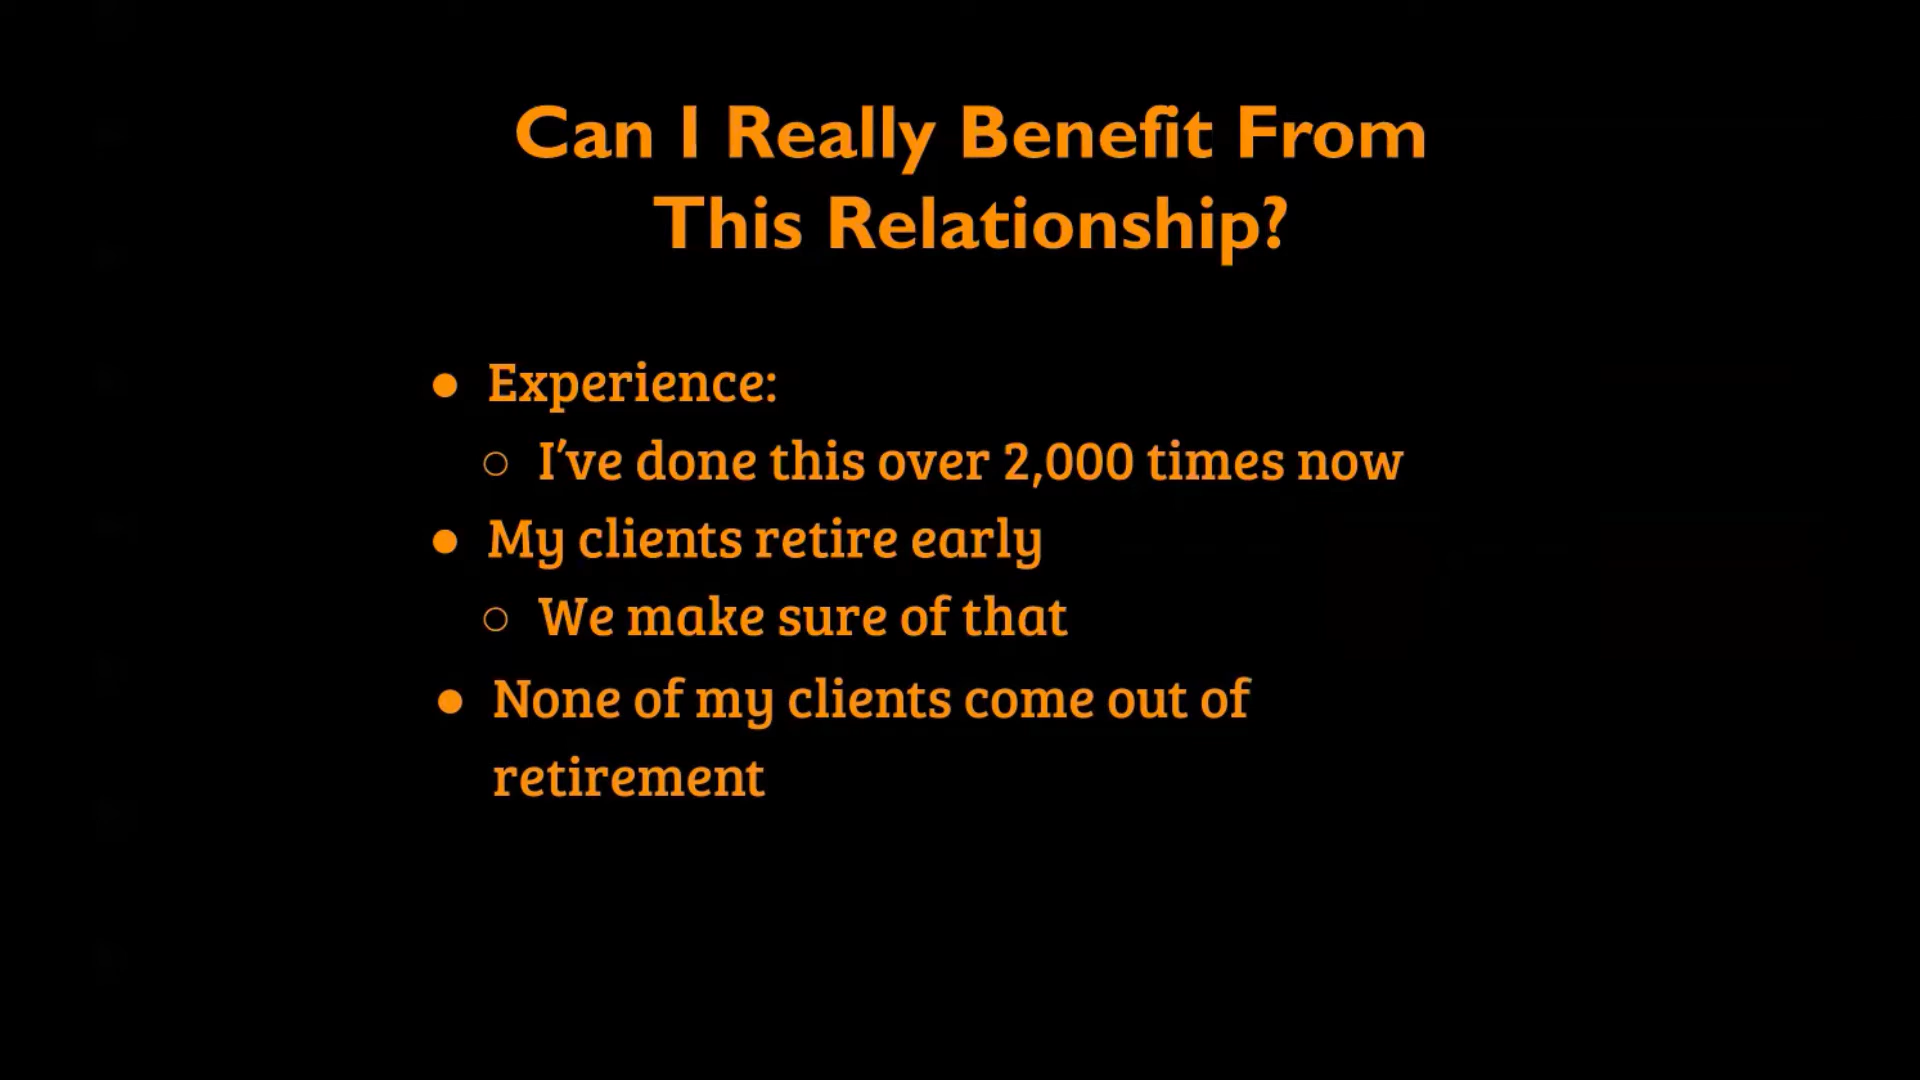 Can I Really Benefit From
This Relationship?
● Experience:
○ I’ve done this over 2,000 times now
● My clients retire early
○ We make sure of that
● None of my clients come out of
retirement